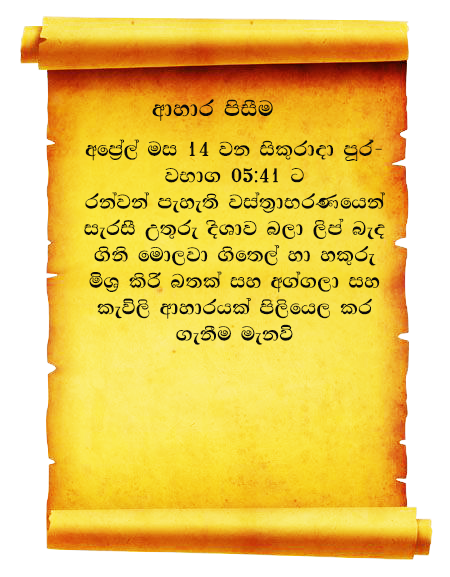 ආහාර පිසීම
අප්‍රේල් මස 14 වන සිකුරාදා පූර-
වභාග 05:41 ට
රන්වන් පැහැති වස්ත්‍රාභරණයෙන්
සැරසී උතුරු දිශාව බලා ලිප් බැද
ගිනි මොලවා ගිතෙල් හා හකුරු
මිශ්‍ර කිරි බතක් සහ අග්ගලා සහ
කැවිලි ආහාරයක් පිලියෙල කර
ගැනීම මැනවි